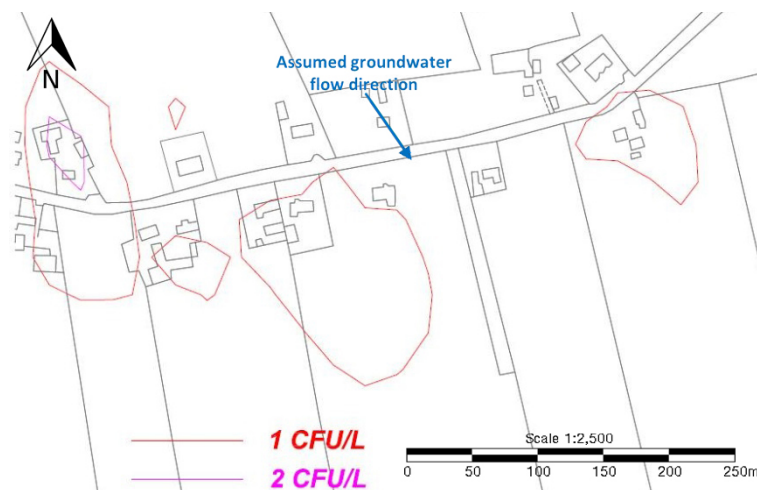 N
Assumed groundwater
flow direction
1 CFU/L
2 CFU/L
Scale 1:2,500
0 50 100 150 200 250m